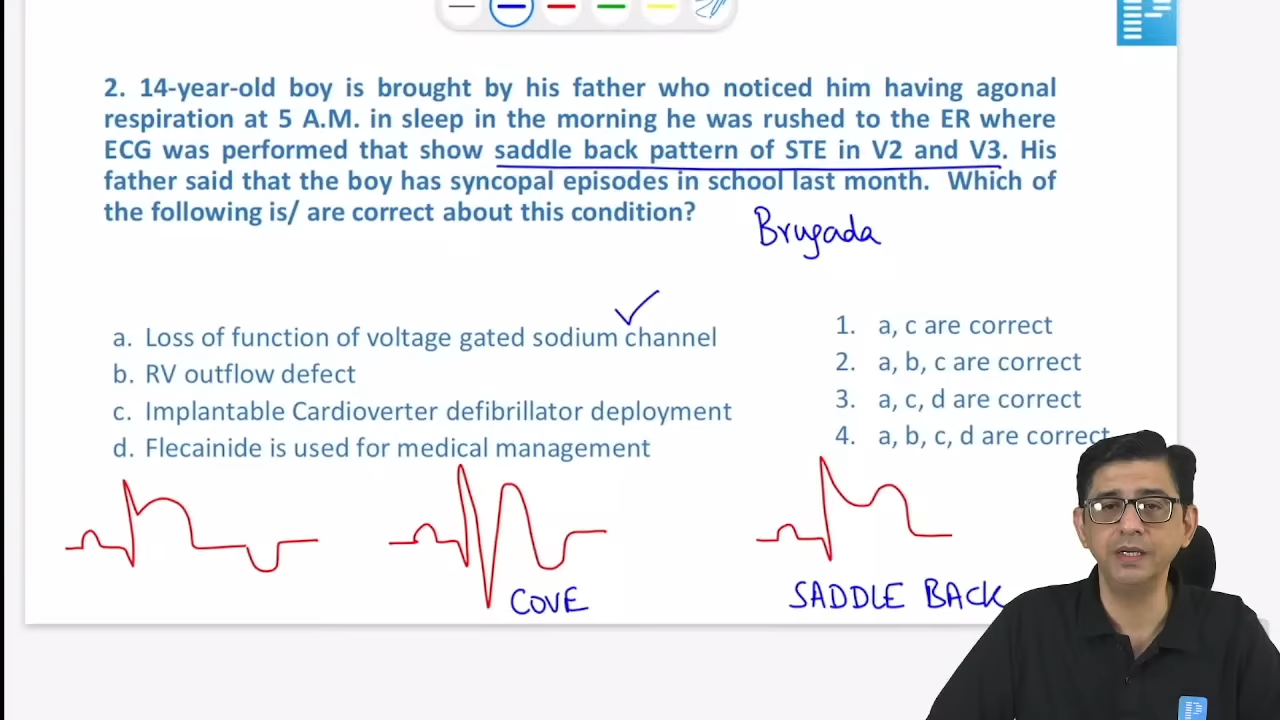 2. 14-year-old boy is brought by his father who noticed him having agonal
respiration at 5 A.M. in sleep in the morning he was rushed to the ER where
ECG was performed that show saddle back pattern of STE in V2 and V3. His
father said that the boy has syncopal episodes in school last month. Which of
the following is/ are correct about this condition?
Brugada
a. Loss of function of voltage gated sodium channel
b. RV outflow defect
c. Implantable Cardioverter defibrillator deployment
d. Flecainide is used for medical management
1. a, c are correct
2. a, b, c are correct
3. a, c, d are correct
4. a, b, c, d are correct
COVE
SADDLE BACK